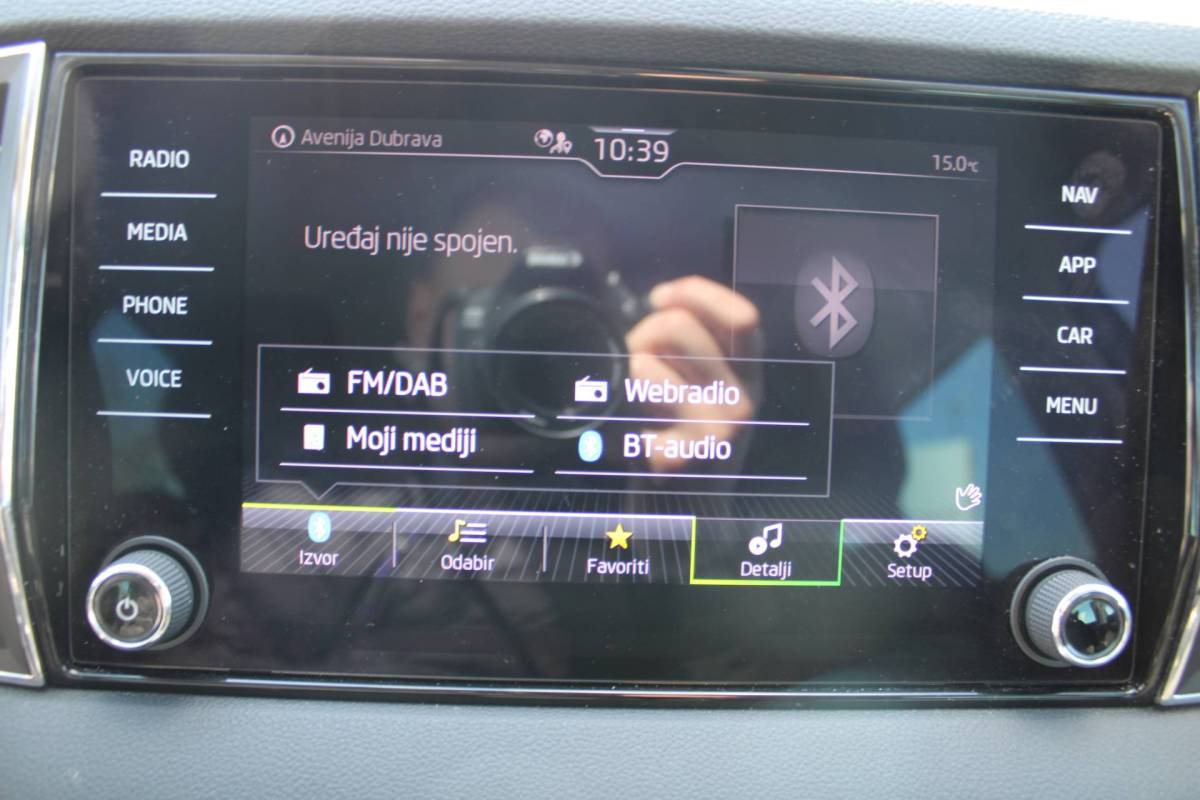 Avenija Dubrava
10:39
15.0°C
RADIO
MEDIA
PHONE
VOICE
NAV
APP
CAR
MENU
Uređaj nije spojen.
FM/DAB
Webradio
Moji mediji
BT-audio
Izvor
Odabir
Favoriti
Detalji
Setup